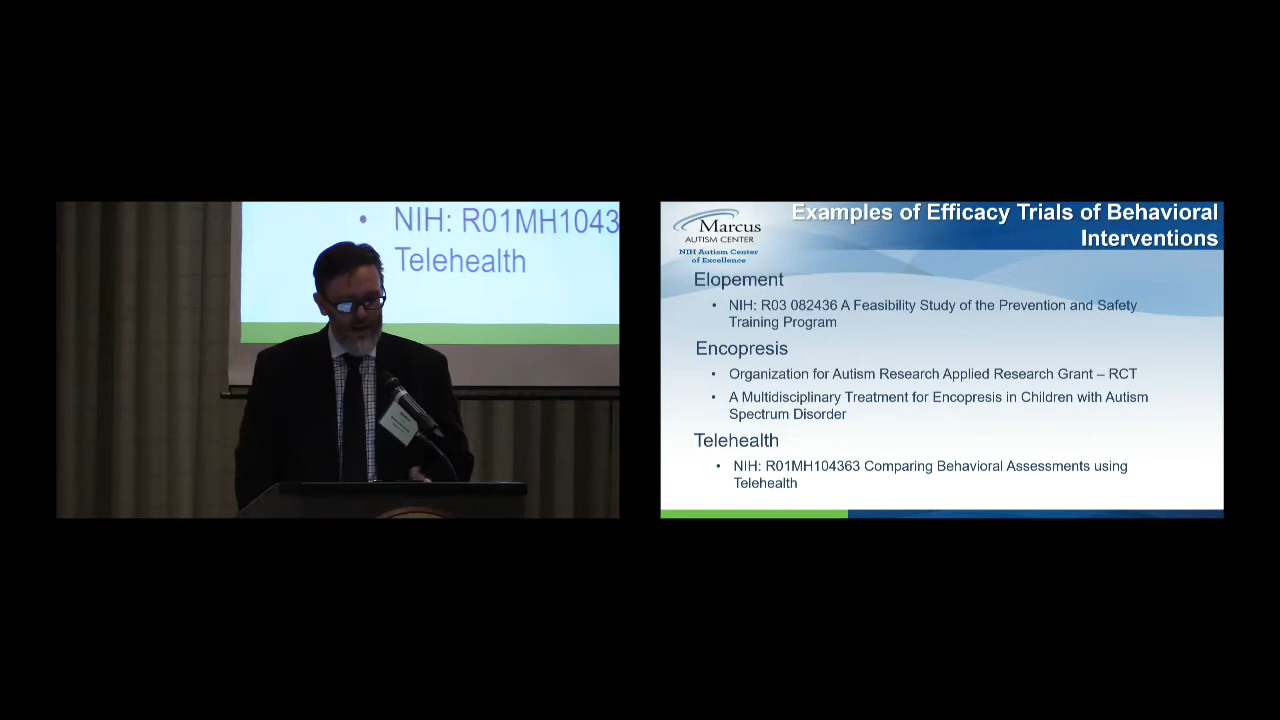 NIH: R01MH1043
Telehealth
Marcus
AUTISM CENTER
NIH Autism Center
of Excellence
Examples of Efficacy Trials of Behavioral
Interventions
Elopement
• NIH: R03 082436 A Feasibility Study of the Prevention and Safety
Training Program
Encopresis
• Organization for Autism Research Applied Research Grant – RCT
• A Multidisciplinary Treatment for Encopresis in Children with Autism
Spectrum Disorder
Telehealth
• NIH: R01MH104363 Comparing Behavioral Assessments using
Telehealth